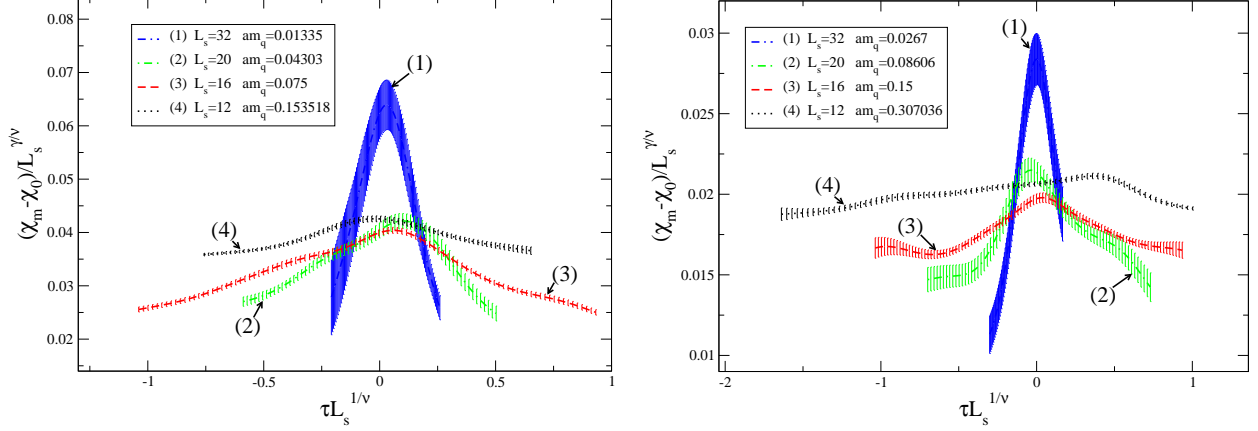 (1) L_s=32 am_q=0.01335
(2) L_s=20 am_q=0.04303
(3) L_s=16 am_q=0.075
(4) L_s=12 am_q=0.153518
(1)
(4)
(3)
(2)
0.08
0.07
0.06
0.05
0.04
0.03
0.02
-1
-0.5
0
0.5
1
(χ_m-χ_0)/L_s^{γ/ν}
τL_s^{1/ν}
(1) L_s=32 am_q=0.0267
(2) L_s=20 am_q=0.08606
(3) L_s=16 am_q=0.15
(4) L_s=12 am_q=0.307036
(1)
(4)
(3)
(2)
0.03
0.025
0.02
0.015
0.01
-2
-1
0
1
(χ_m-χ_0)/L_s^{γ/ν}
τL_s^{1/ν}